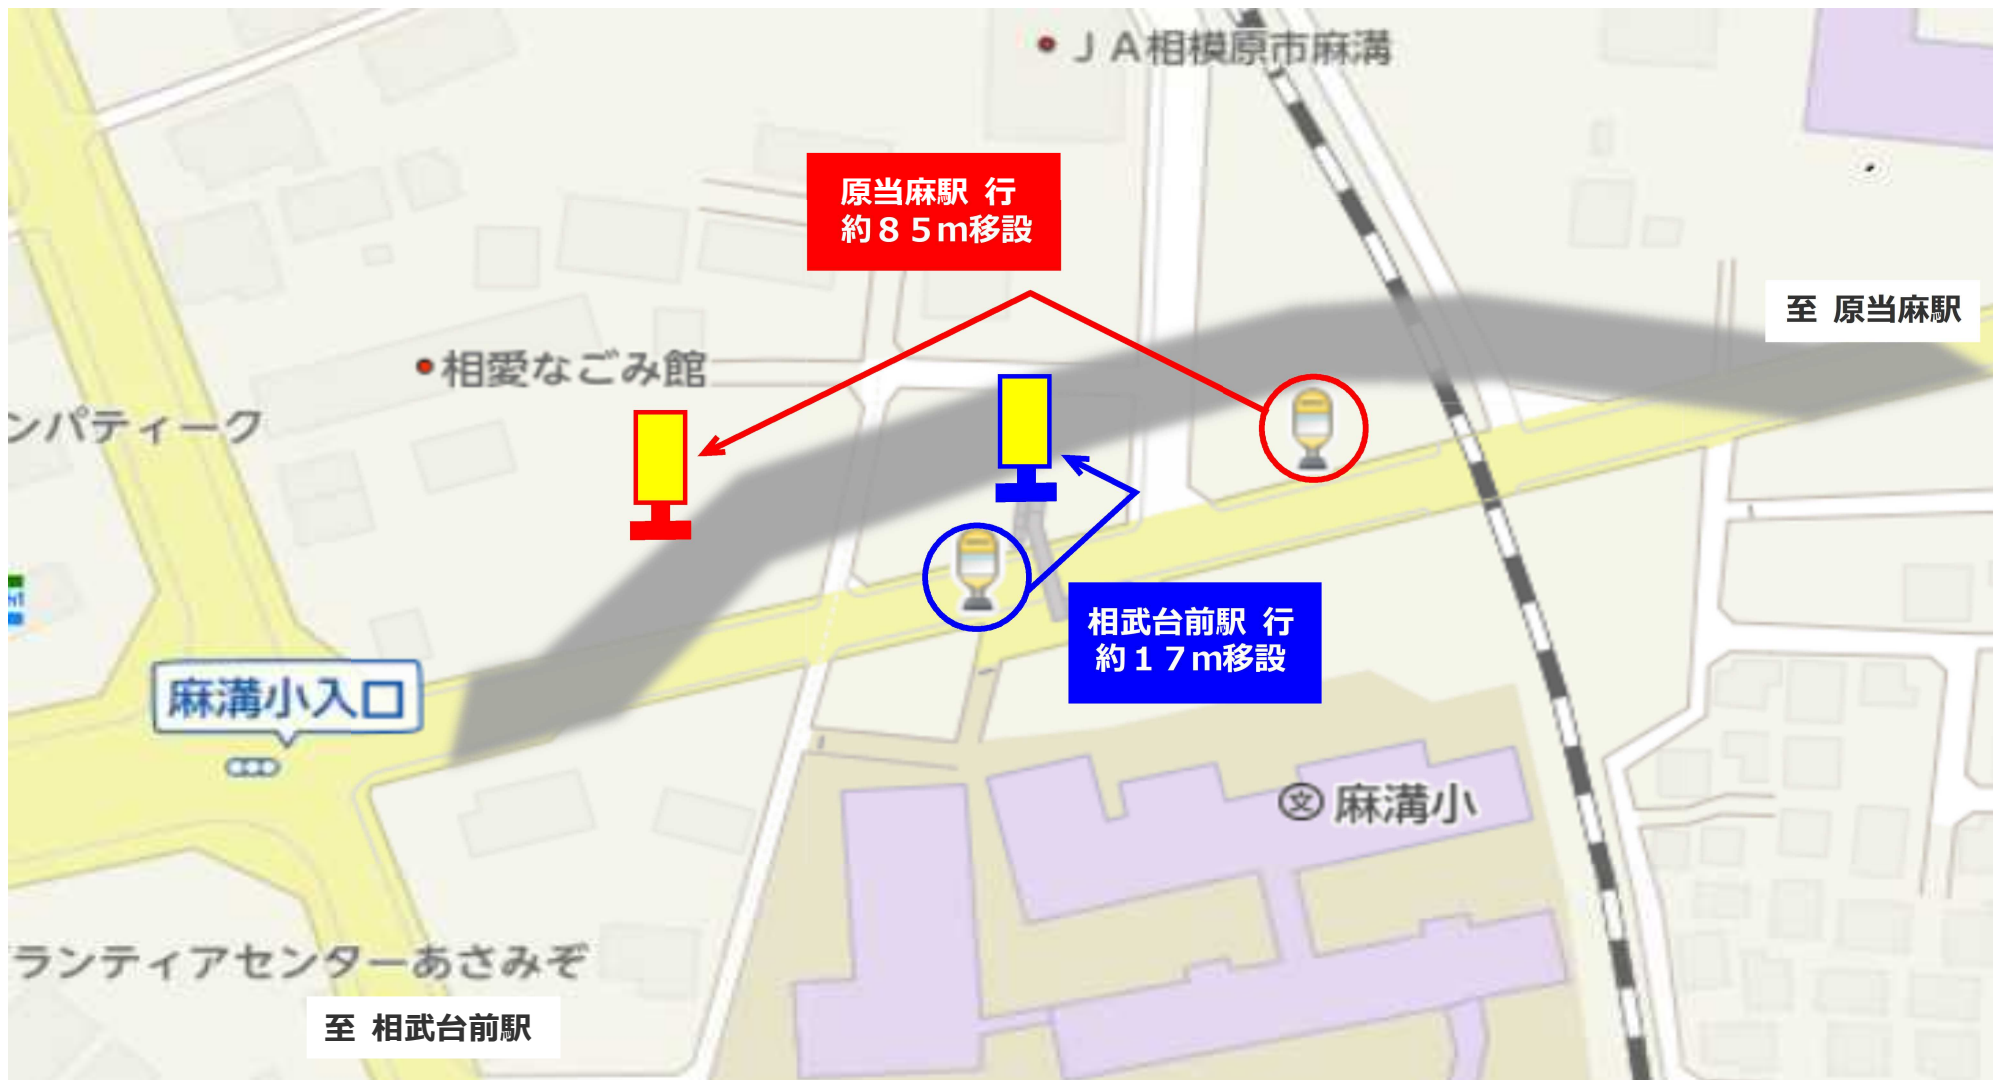 ＪＡ相模原市麻溝
原当麻駅 行
約８５ｍ移設
至 原当麻駅
相愛なごみ館
ンパティーク
相武台前駅 行
約１７ｍ移設
麻溝小入口
文 麻溝小
ランティアセンターあさみぞ
至 相武台前駅